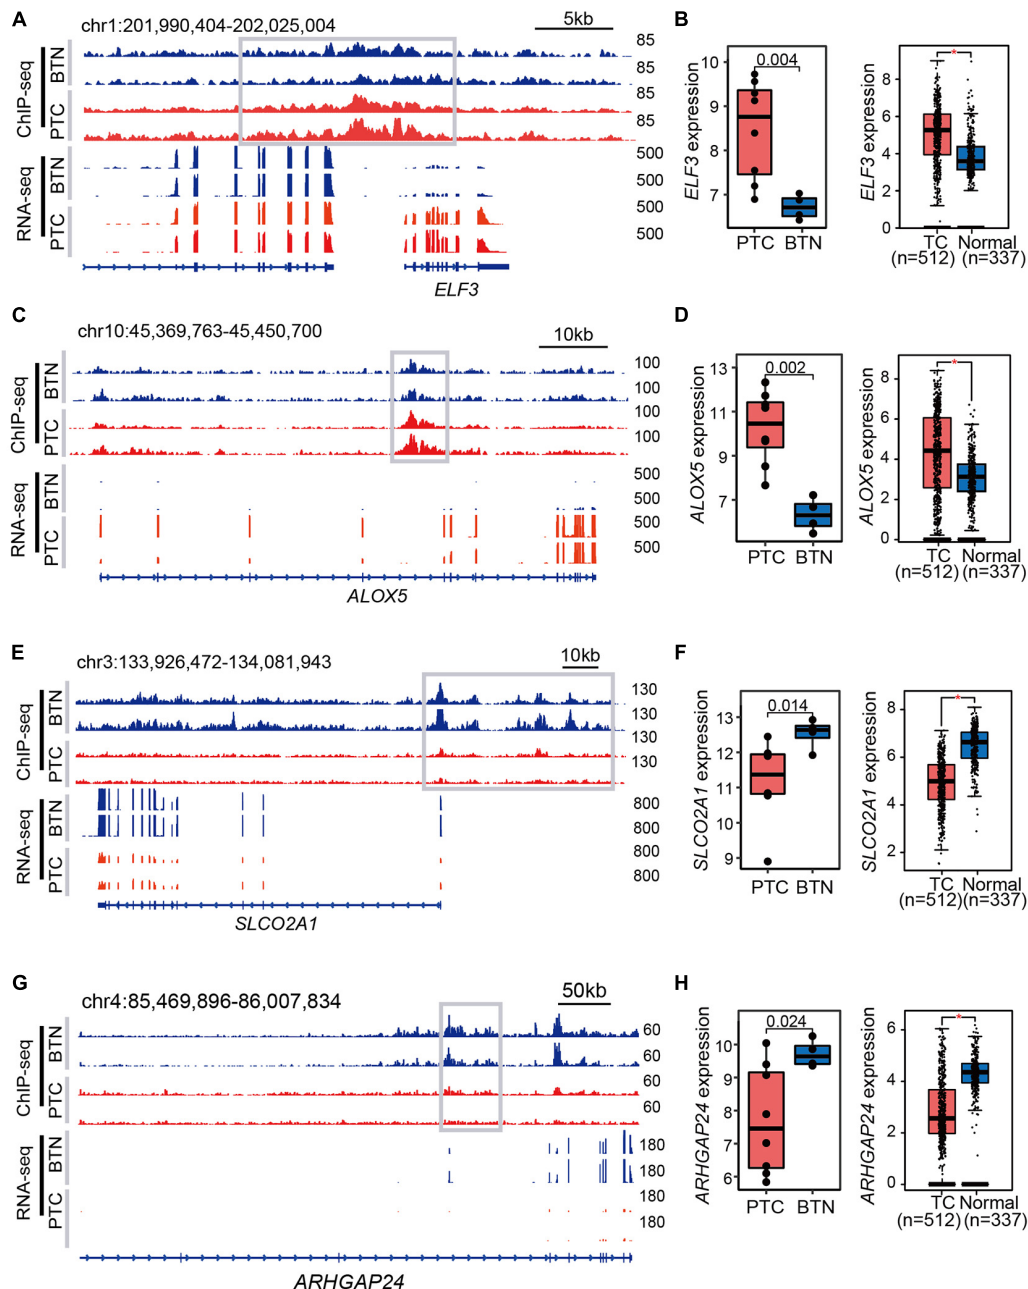 A
chr1:201,990,404-202,025,004
5kb
ChIP-seq
BTN
PTC
85
85
85
85
RNA-seq
BTN
PTC
500
500
500
500
ELF3
B
ELF3 expression
10
9
8
7
0.004
PTC
BTN
ELF3 expression
8
6
4
2
0
*
TC
(n=512)
Normal
(n=337)
C
chr10:45,369,763-45,450,700
10kb
ChIP-seq
BTN
PTC
100
100
100
100
RNA-seq
BTN
PTC
500
500
500
500
ALOX5
D
ALOX5 expression
13
11
9
7
0.002
PTC
BTN
ALOX5 expression
8
6
4
2
0
*
TC
(n=512)
Normal
(n=337)
E
chr3:133,926,472-134,081,943
10kb
ChIP-seq
BTN
PTC
130
130
130
130
RNA-seq
BTN
PTC
800
800
800
800
SLCO2A1
F
SLCO2A1 expression
13
12
11
10
9
0.014
PTC
BTN
SLCO2A1 expression
8
6
4
2
*
TC
(n=512)
Normal
(n=337)
G
chr4:85,469,896-86,007,834
50kb
ChIP-seq
BTN
PTC
60
60
60
60
RNA-seq
BTN
PTC
180
180
180
180
ARHGAP24
H
ARHGAP24 expression
10
9
8
7
6
0.024
PTC
BTN
ARHGAP24 expression
6
4
2
0
*
TC
(n=512)
Normal
(n=337)